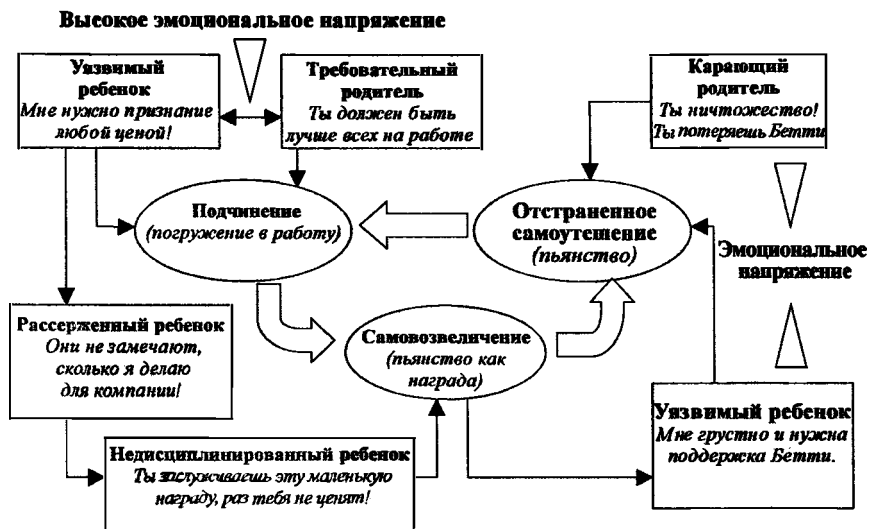 Высокое эмоциональное напряжение
Уязвимый
ребенок
Мне нужно признание
любой ценой!
Требовательный
родитель
Ты должен быть
лучше всех на работе
Карающий
родитель
Ты ничтожество!
Ты потеряешь Бетти
Подчинение
(погружение в работу)
Отстраненное
самоутешение
(пьянство)
Эмоциональное
напряжение
Рассерженный ребенок
Они не замечают,
сколько я делаю
для компании!
Самовозвеличение
(пьянство как
награда)
Уязвимый ребенок
Мне грустно и нужна
поддержка Бетти.
Недисциплинированный ребенок
Ты заслуживаешь эту маленькую
награду, раз тебя не ценят!